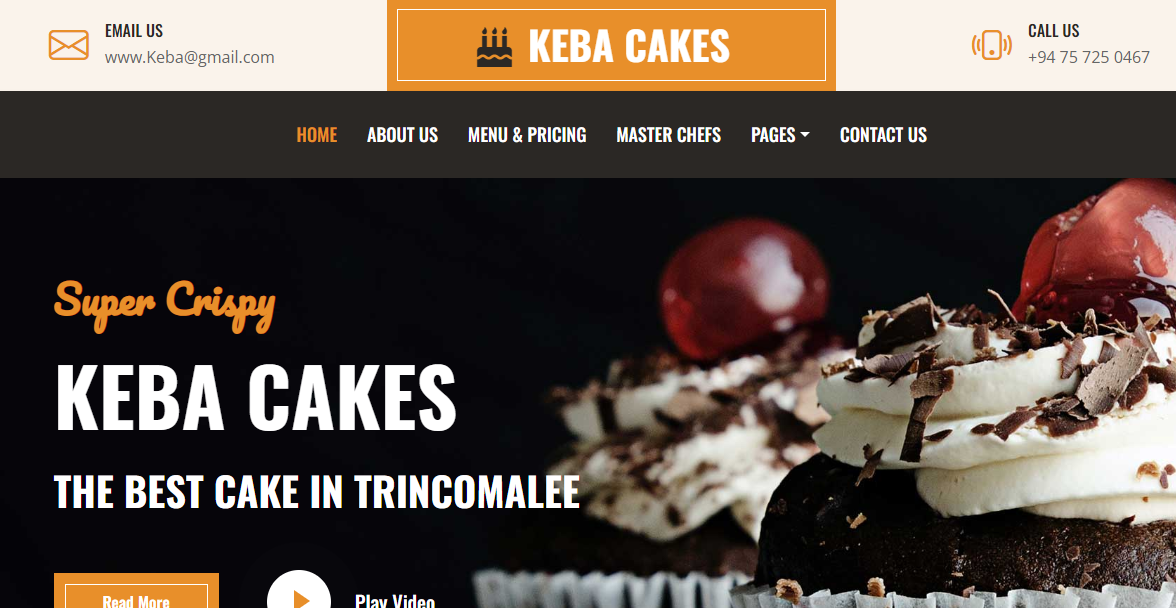 EMAIL US
www.Keba@gmail.com
KEBA CAKES
CALL US
+94 75 725 0467
HOME ABOUT US MENU & PRICING MASTER CHEFS PAGES CONTACT US
Super Crispy
KEBA CAKES
THE BEST CAKE IN TRINCOMALEE
Read More
Play Video